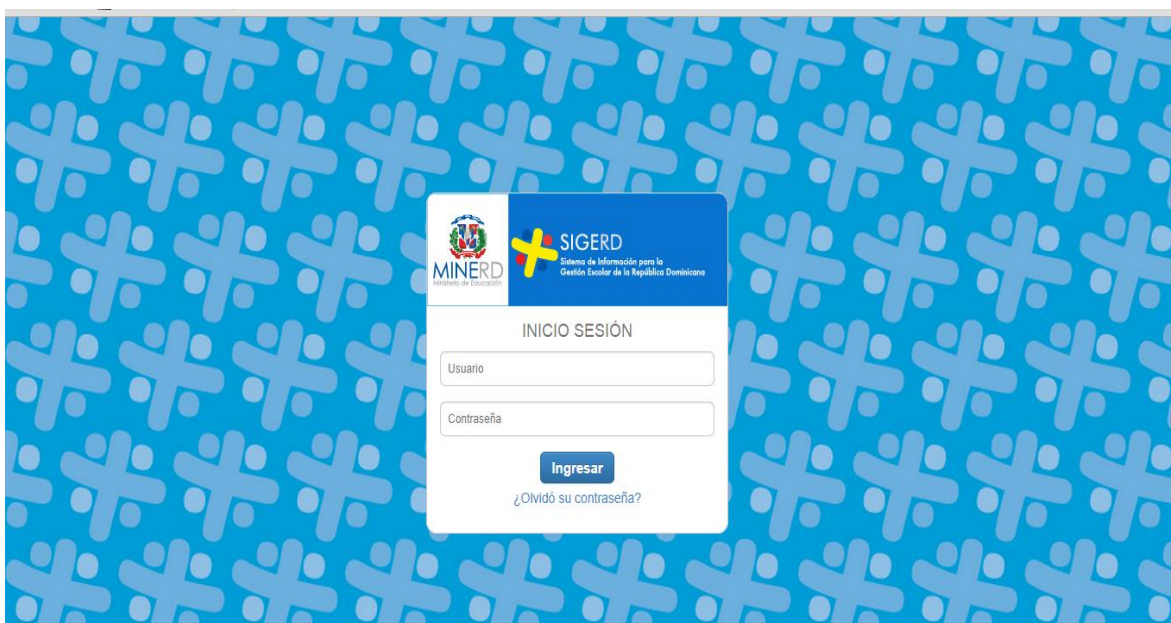 MINERD
Ministerio de Educación
SIGERD
Sistema de Información para la
Gestión Escolar de la República Dominicana
INICIO SESIÓN
Usuario
Contraseña
Ingresar
¿Olvidó su contraseña?